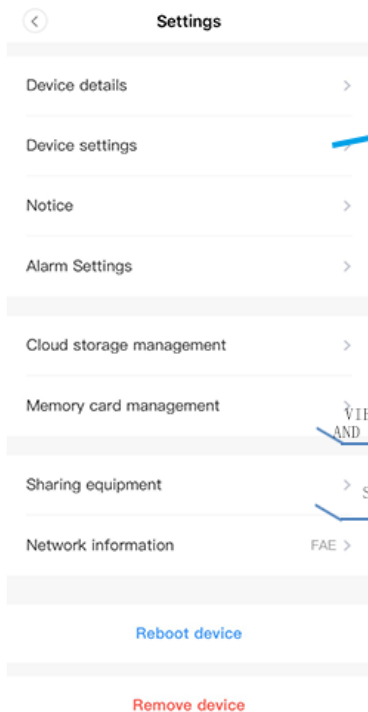 Settings
Device details
Device settings
Notice
Alarm Settings
Cloud storage management
Memory card management
AND
Sharing equipment
Network information FAE
Reboot device
Remove device